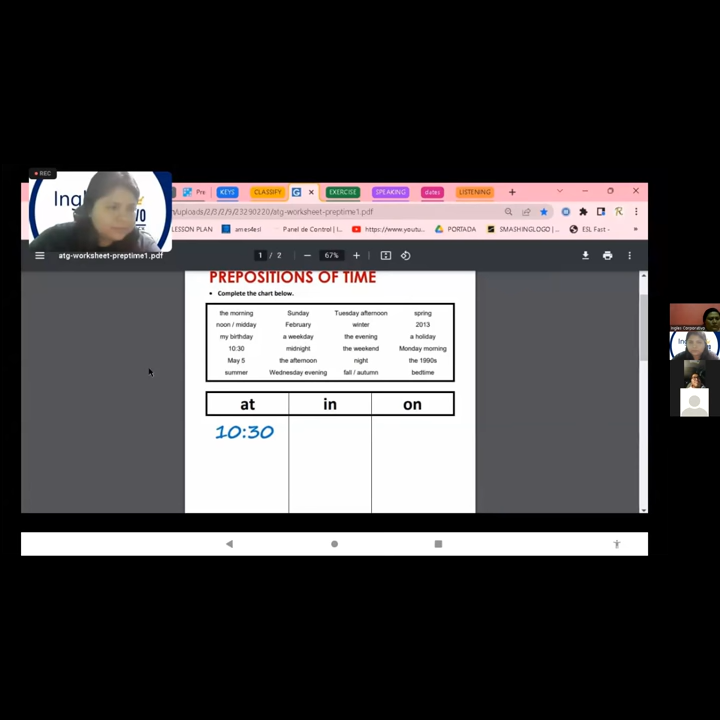 REC
Ingl
Pre
KEYS
CLASSIFY
EXERCISE
SPEAKING
dates
LISTENING
/uploads/2/3/2/9/23290220/atg-worksheet-preptime1.pdf
LESSON PLAN
ames4esl
Panel de Control | I...
https://www.youtu...
PORTADA
SMASHINGLOGO | ...
ESL Fast -
atg-worksheet-preptime1.pdf
1 / 2
67%
PREPOSITIONS OF TIME
• Complete the chart below.
the morning Sunday Tuesday afternoon spring
noon / midday February winter 2013
my birthday a weekday the evening a holiday
10:30 midnight the weekend Monday morning
May 5 the afternoon night the 1990s
summer Wednesday evening fall / autumn bedtime
at in on
10:30
Ingles Corporativo